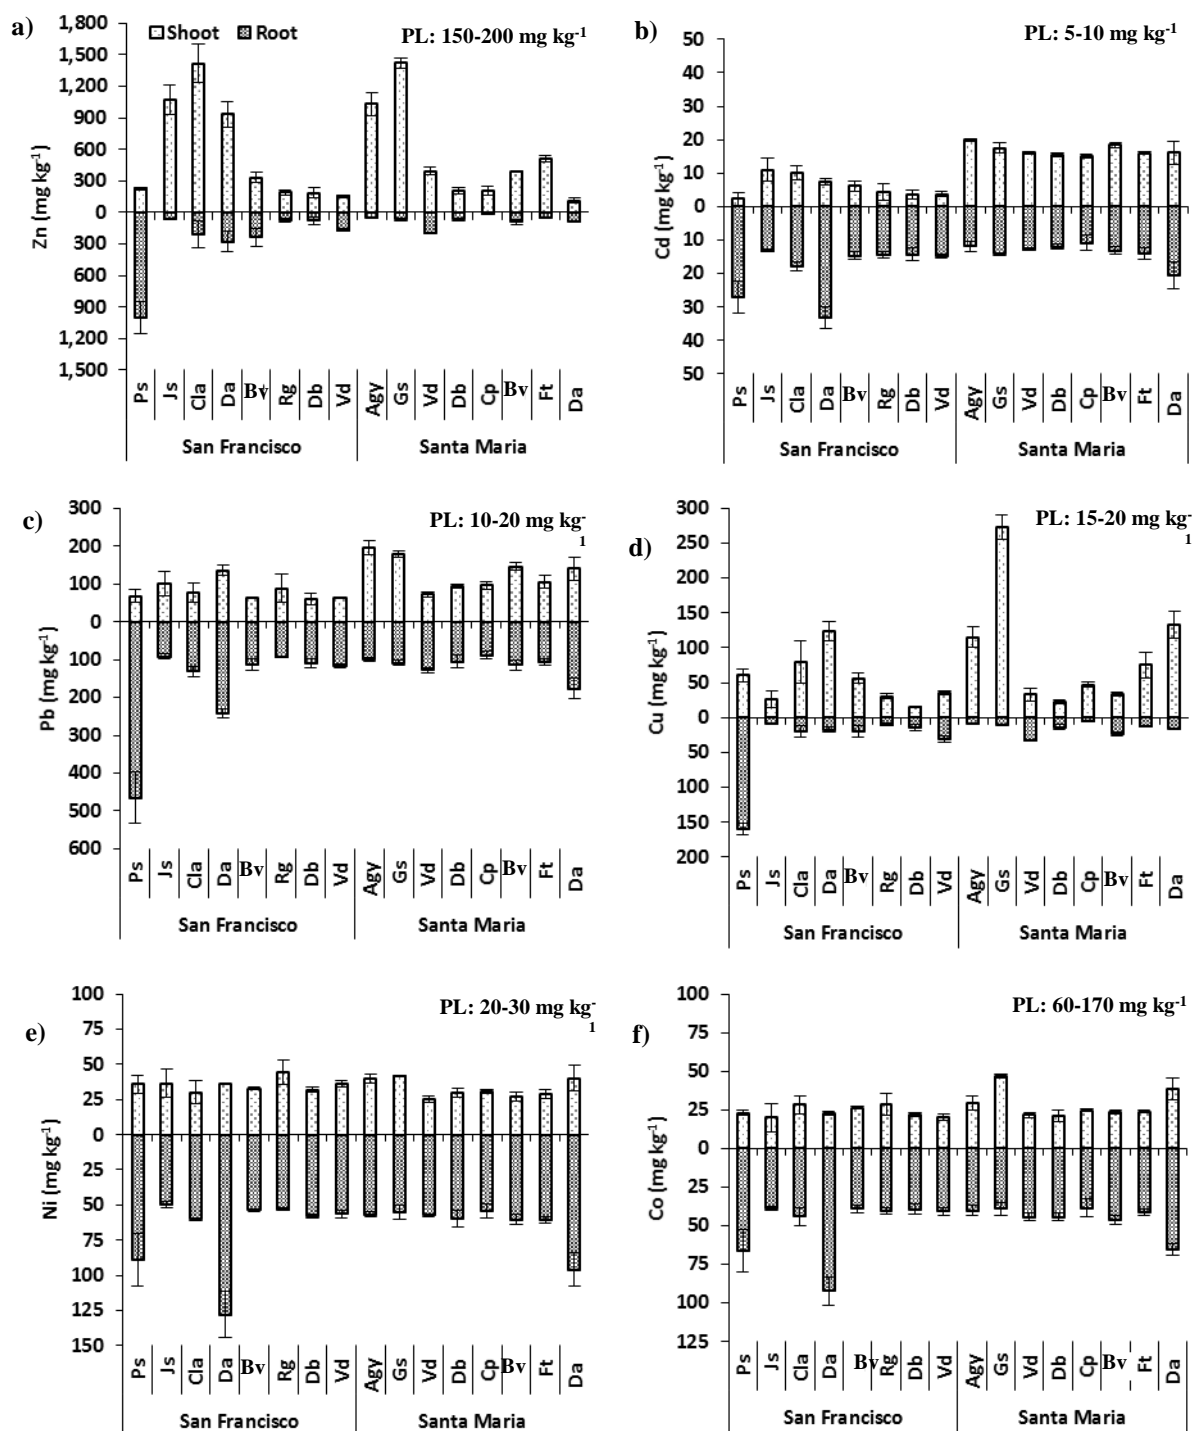 a)
Shoot Root
PL: 150-200 mg kg-1
1,800
1,500
1,200
900
600
300
0
300
600
900
1,200
1,500
Zn (mg kg-1)
Ps Js Cla Da Bv Rg Db Vd Agy Gs Vd Db Cp Bv Ft Da
San Francisco Santa Maria
b)
PL: 5-10 mg kg-1
50
40
30
20
10
0
10
20
30
40
50
Cd (mg kg-1)
Ps Js Cla Da Bv Rg Db Vd Agy Gs Vd Db Cp Bv Ft Da
San Francisco Santa Maria
c)
PL: 10-20 mg kg-
1
300
200
100
0
100
200
300
400
500
600
Pb (mg kg-1)
Ps Js Cla Da Bv Rg Db Vd Agy Gs Vd Db Cp Bv Ft Da
San Francisco Santa Maria
d)
PL: 15-20 mg kg-
1
300
250
200
150
100
50
0
50
100
150
200
Cu (mg kg-1)
Ps Js Cla Da Bv Rg Db Vd Agy Gs Vd Db Cp Bv Ft Da
San Francisco Santa Maria
e)
PL: 20-30 mg kg-
1
100
75
50
25
0
25
50
75
100
125
150
Ni (mg kg-1)
Ps Js Cla Da Bv Rg Db Vd Agy Gs Vd Db Cp Bv Ft Da
San Francisco Santa Maria
f)
PL: 60-170 mg kg-1
100
75
50
25
0
25
50
75
100
125
Co (mg kg-1)
Ps Js Cla Da Bv Rg Db Vd Agy Gs Vd Db Cp Bv Ft Da
San Francisco Santa Maria